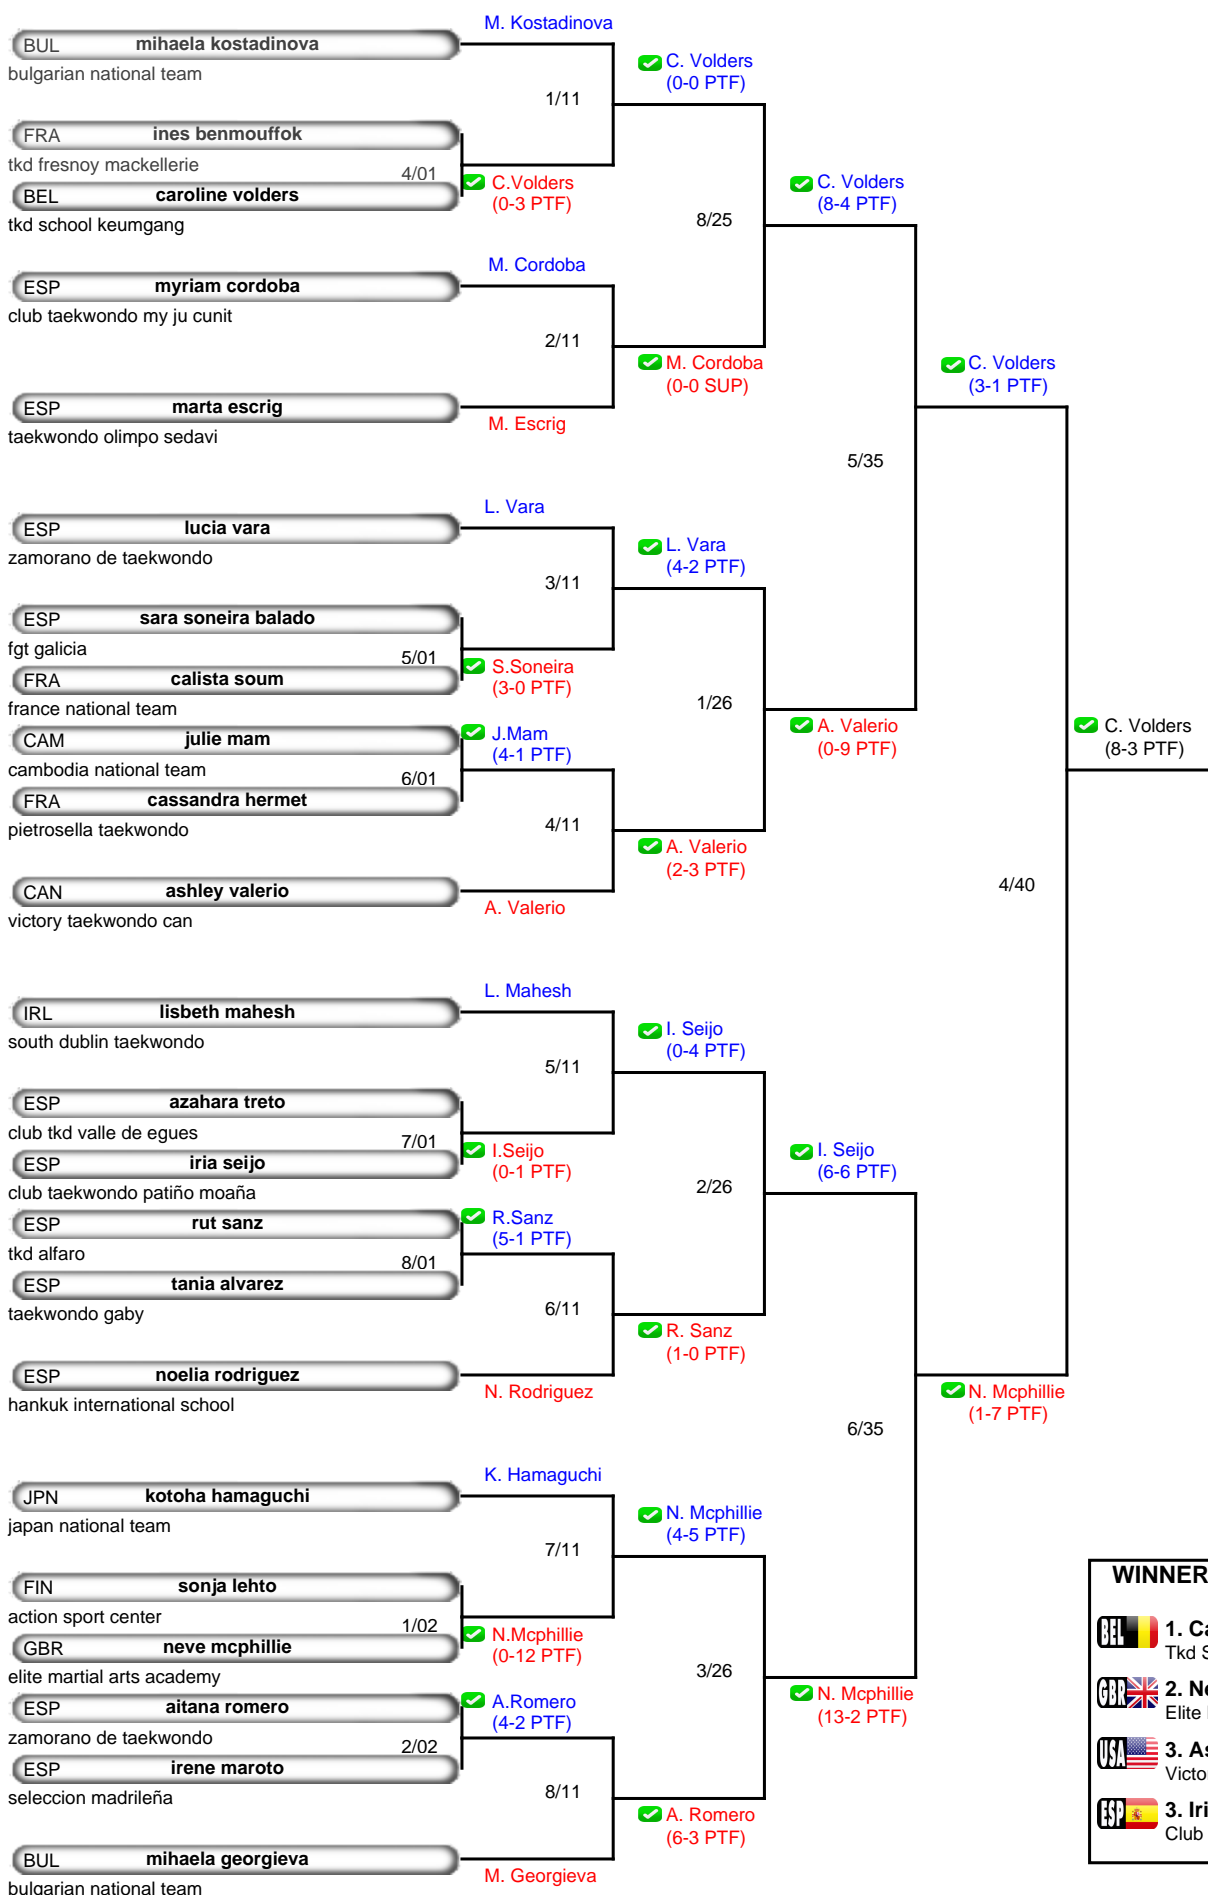 M. Kostadinova
BUL mihaela kostadinova
bulgarian national team
C. Volders
(0-0 PTF)
1/11
FRA ines benmouffok
tkd fresnoy mackellerie
4/01
BEL caroline volders
tkd school keumgang
C.Volders
(0-3 PTF)
C. Volders
(8-4 PTF)
8/25
M. Cordoba
ESP myriam cordoba
club taekwondo my ju cunit
2/11
M. Cordoba
(0-0 SUP)
C. Volders
(3-1 PTF)
ESP marta escrig
taekwondo olimpo sedavi
M. Escrig
5/35
L. Vara
ESP lucia vara
zamorano de taekwondo
L. Vara
(4-2 PTF)
3/11
ESP sara soneira balado
fgt galicia
5/01
FRA calista soum
france national team
S.Soneira
(3-0 PTF)
1/26
CAM julie mam
cambodia national team
J.Mam
(4-1 PTF)
A. Valerio
(0-9 PTF)
C. Volders
(8-3 PTF)
6/01
FRA cassandra hermet
pietrosella taekwondo
4/11
A. Valerio
(2-3 PTF)
CAN ashley valerio
victory taekwondo can
A. Valerio
4/40
L. Mahesh
IRL lisbeth mahesh
south dublin taekwondo
I. Seijo
(0-4 PTF)
5/11
ESP azahara treto
club tkd valle de egues
7/01
ESP iria seijo
club taekwondo patiño moaña
I.Seijo
(0-1 PTF)
I. Seijo
(6-6 PTF)
2/26
ESP rut sanz
tkd alfaro
R.Sanz
(5-1 PTF)
8/01
ESP tania alvarez
taekwondo gaby
6/11
R. Sanz
(1-0 PTF)
ESP noelia rodriguez
hankuk international school
N. Rodriguez
N. Mcphillie
(1-7 PTF)
6/35
K. Hamaguchi
JPN kotoha hamaguchi
japan national team
N. Mcphillie
(4-5 PTF)
7/11
FIN sonja lehto
action sport center
1/02
GBR neve mcphillie
elite martial arts academy
N.Mcphillie
(0-12 PTF)
3/26
ESP aitana romero
zamorano de taekwondo
A.Romero
(4-2 PTF)
N. Mcphillie
(13-2 PTF)
2/02
ESP irene maroto
seleccion madrileña
8/11
A. Romero
(6-3 PTF)
BUL mihaela georgieva
bulgarian national team
M. Georgieva
WINNER
BEL 1. Ca
Tkd S
GBR 2. Ne
Elite
USA 3. As
Victor
ESP 3. Iri
Club